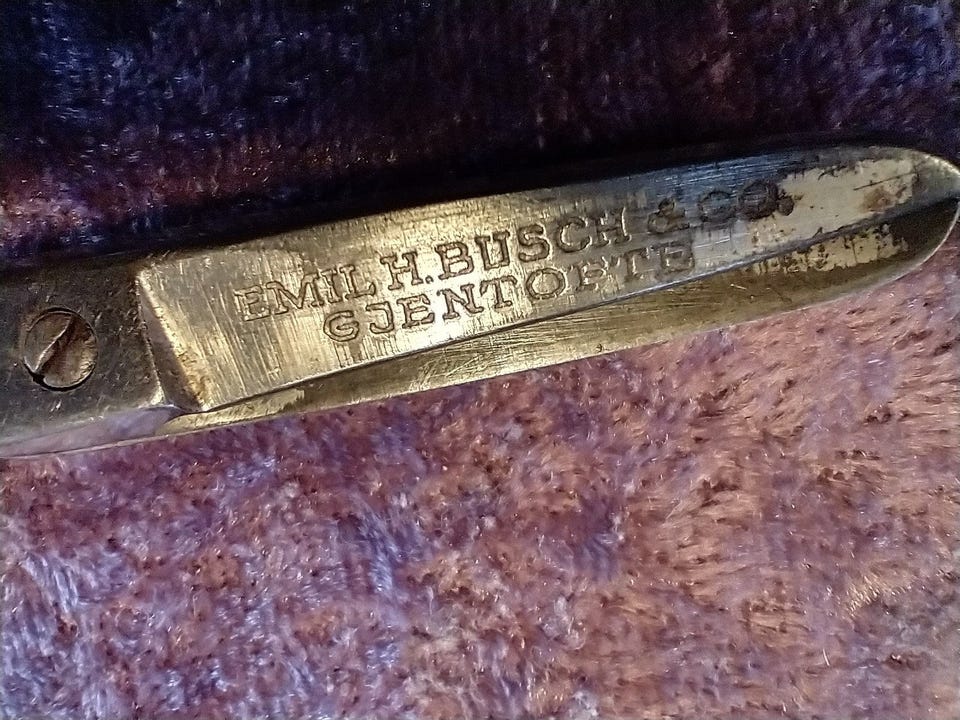 EMIL H. BUSCH & CO.
GJENTOFTE